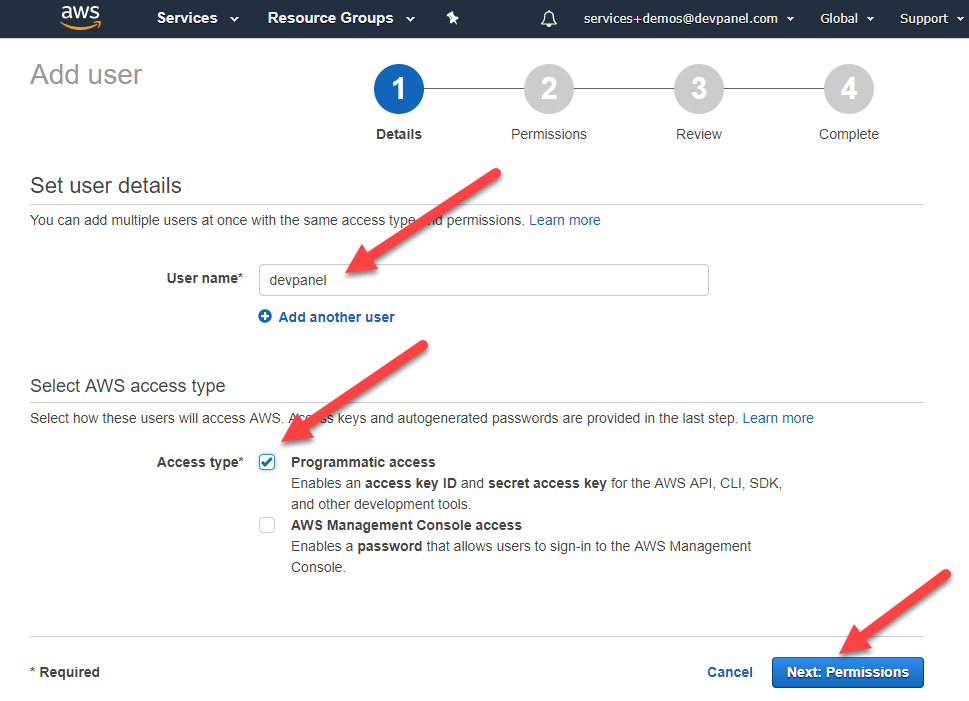 aws Services Resource Groups services+demos@devpanel.com Global Support
Add user
1 2 3 4
Details Permissions Review Complete
Set user details
You can add multiple users at once with the same access type and permissions. Learn more
User name* devpanel
Add another user
Select AWS access type
Select how these users will access AWS. Access keys and autogenerated passwords are provided in the last step. Learn more
Access type* Programmatic access
Enables an access key ID and secret access key for the AWS API, CLI, SDK,
and other development tools.
AWS Management Console access
Enables a password that allows users to sign-in to the AWS Management
Console.
* Required Cancel Next: Permissions